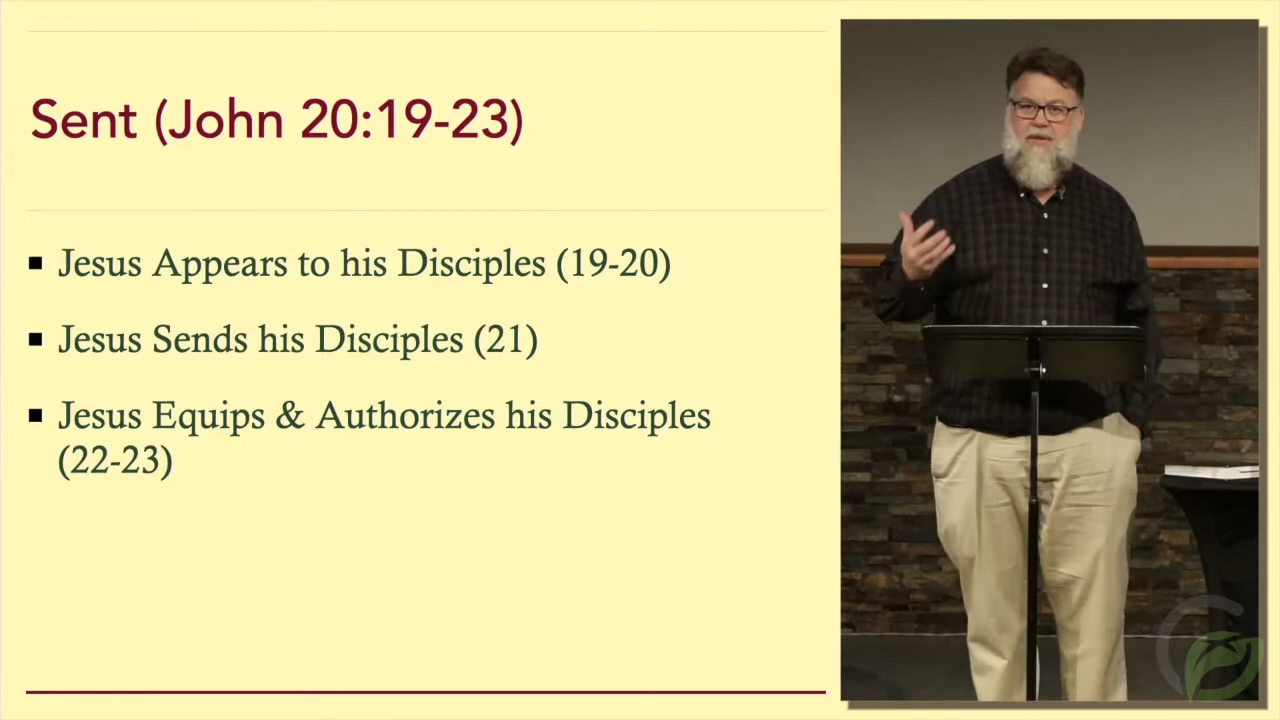 Sent (John 20:19-23)
▪ Jesus Appears to his Disciples (19-20)
▪ Jesus Sends his Disciples (21)
▪ Jesus Equips & Authorizes his Disciples
(22-23)